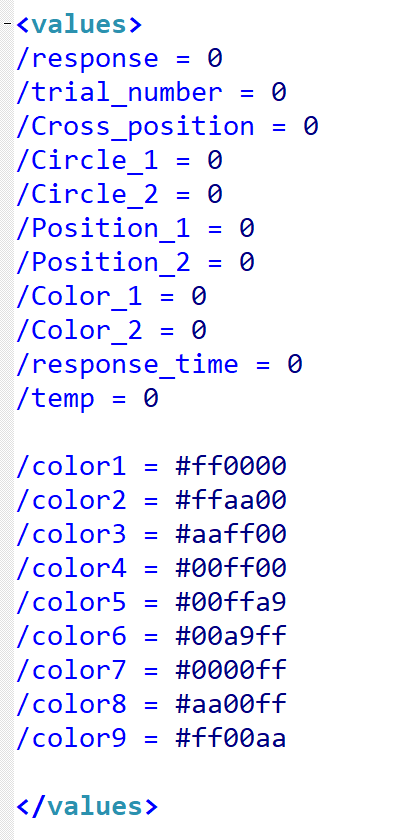 <values>
/response = 0
/trial_number = 0
/Cross_position = 0
/Circle_1 = 0
/Circle_2 = 0
/Position_1 = 0
/Position_2 = 0
/Color_1 = 0
/Color_2 = 0
/response_time = 0
/temp = 0
/color1 = #ff0000
/color2 = #ffaa00
/color3 = #aaff00
/color4 = #00ff00
/color5 = #00ffa9
/color6 = #00a9ff
/color7 = #0000ff
/color8 = #aa00ff
/color9 = #ff00aa
</values>